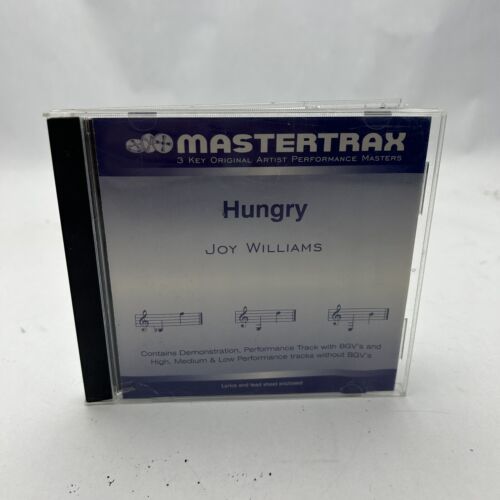 MASTERTRAX
3 Key Original Artist Performance Masters
Hungry
Joy Williams
Contains Demonstration, Performance Track with BGV's and
High, Medium & Low Performance tracks without BGV's
Lyrics and lead sheet enclosed